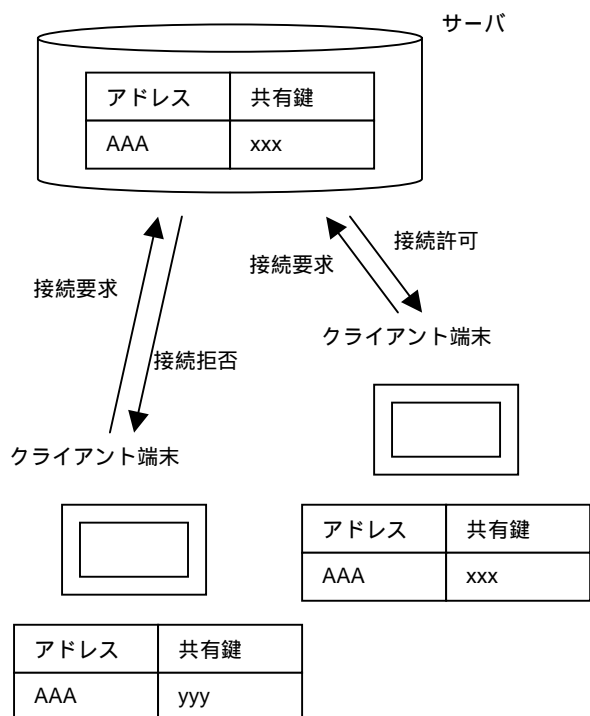 サーバ
アドレス 共有鍵
AAA xxx
接続要求
接続拒否
接続要求
接続許可
クライアント端末
アドレス 共有鍵
AAA xxx
クライアント端末
アドレス 共有鍵
AAA yyy